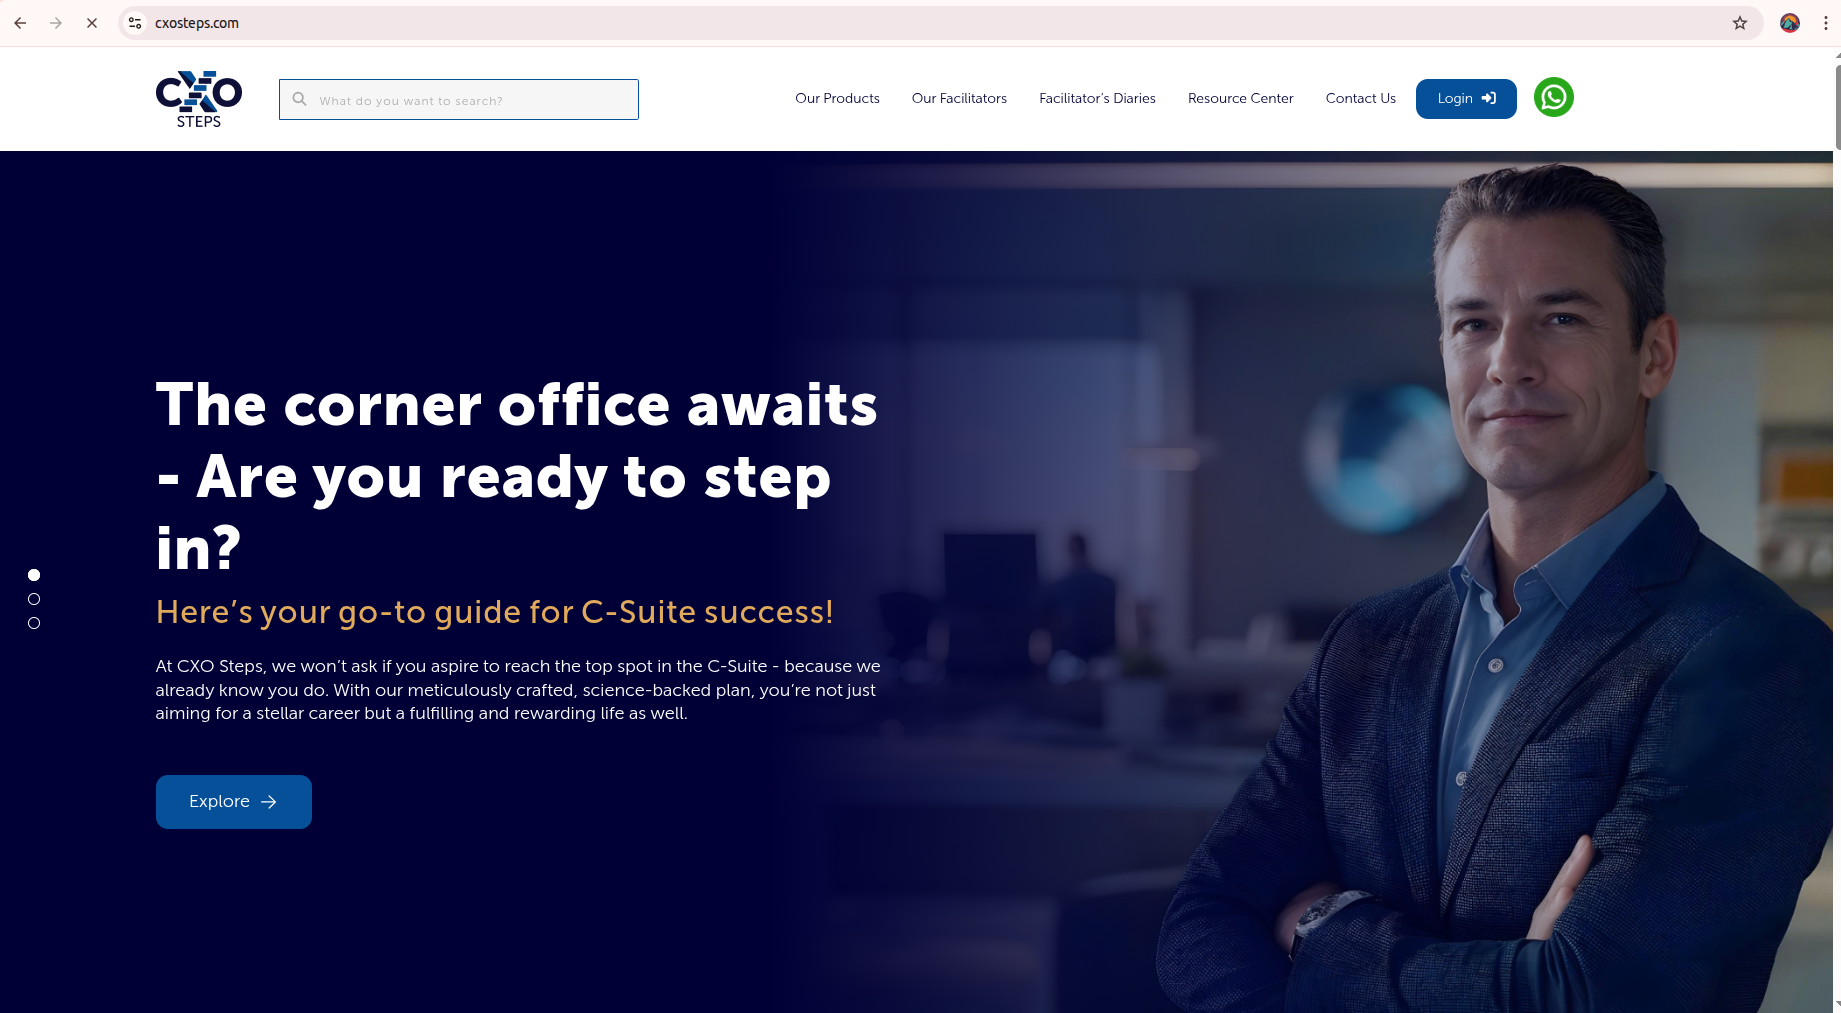 cxosteps.com
CXO
STEPS
What do you want to search?
Our Products
Our Facilitators
Facilitator's Diaries
Resource Center
Contact Us
Login
The corner office awaits
- Are you ready to step
in?
Here's your go-to guide for C-Suite success!
At CXO Steps, we won't ask if you aspire to reach the top spot in the C-Suite - because we
already know you do. With our meticulously crafted, science-backed plan, you're not just
aiming for a stellar career but a fulfilling and rewarding life as well.
Explore